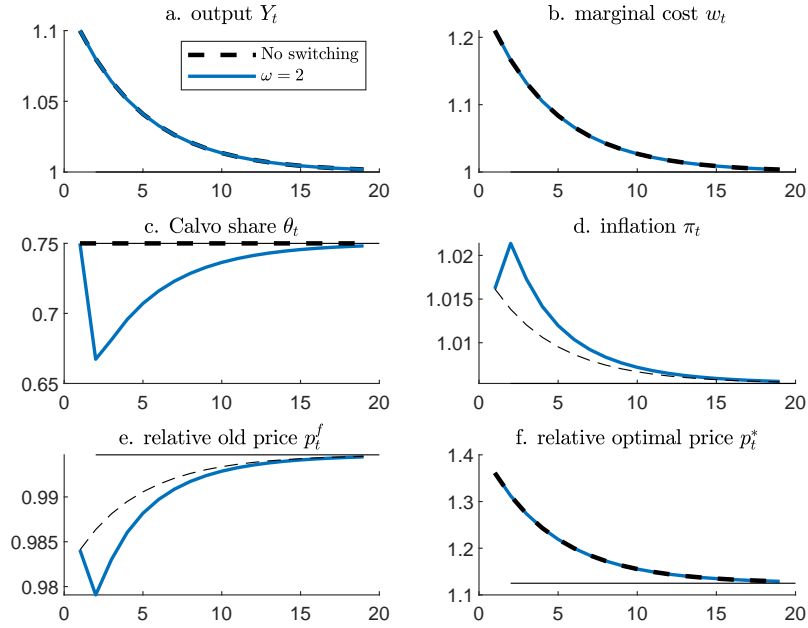 a. output Y_t
1.1
1.05
1
0 5 10 15 20
No switching
ω = 2
b. marginal cost w_t
1.2
1.1
1
0 5 10 15 20
c. Calvo share θ_t
0.75
0.7
0.65
0 5 10 15 20
d. inflation π_t
1.02
1.015
1.01
0 5 10 15 20
e. relative old price p_t^f
0.99
0.985
0.98
0 5 10 15 20
f. relative optimal price p_t^*
1.4
1.3
1.2
1.1
0 5 10 15 20